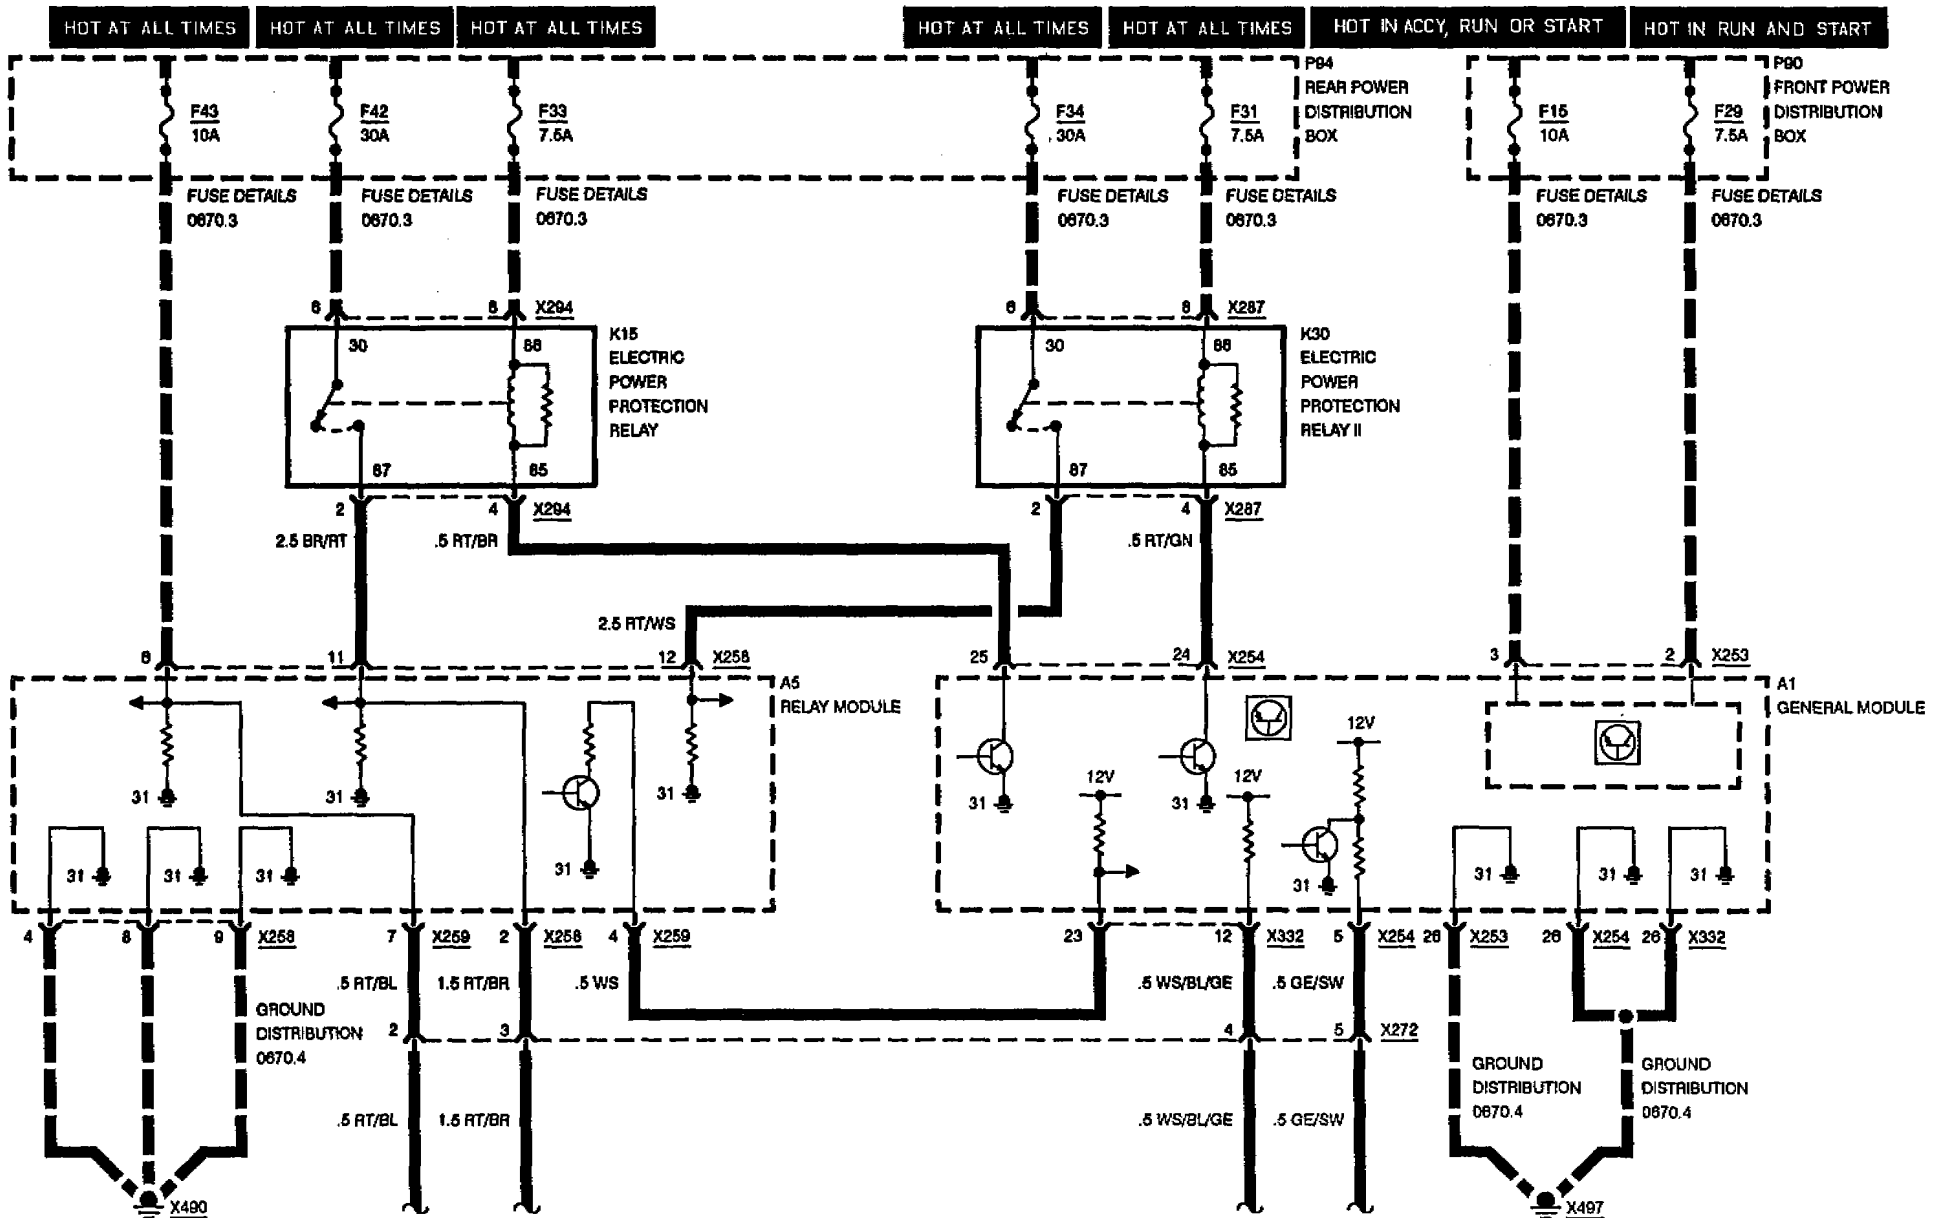 HOT AT ALL TIMES
HOT AT ALL TIMES
HOT AT ALL TIMES
HOT AT ALL TIMES
HOT AT ALL TIMES
HOT IN ACCY, RUN OR START
HOT IN RUN AND START
F43
10A
F42
30A
F33
7.5A
F34
30A
F31
7.5A
P94
REAR POWER
DISTRIBUTION
BOX
F15
10A
F29
7.5A
P90
FRONT POWER
DISTRIBUTION
BOX
FUSE DETAILS
0670.3
FUSE DETAILS
0670.3
FUSE DETAILS
0670.3
FUSE DETAILS
0670.3
FUSE DETAILS
0670.3
FUSE DETAILS
0670.3
FUSE DETAILS
0670.3
6
8
X294
6
8
X287
30
86
K15
ELECTRIC
POWER
PROTECTION
RELAY
87
85
30
86
K30
ELECTRIC
POWER
PROTECTION
RELAY II
87
85
2
4
X294
2
4
X287
2.5 BR/RT
.5 RT/BR
.5 RT/GN
2.5 RT/WS
6
11
12
X258
25
24
X254
3
2
X253
A5
RELAY MODULE
A1
GENERAL MODULE
12V
12V
12V
31
31
31
31
31
31
31
31
31
31
31
31
31
4
8
9
X258
7
X259
2
X258
4
X259
23
12
X332
5
X254
26
X253
26
X254
26
X332
.5 RT/BL
1.5 RT/BR
.5 WS
.5 WS/BL/GE
.5 GE/SW
GROUND
DISTRIBUTION
0670.4
2
3
4
5
X272
GROUND
DISTRIBUTION
0670.4
GROUND
DISTRIBUTION
0670.4
.5 RT/BL
1.5 RT/BR
.5 WS/BL/GE
.5 GE/SW
X490
X497